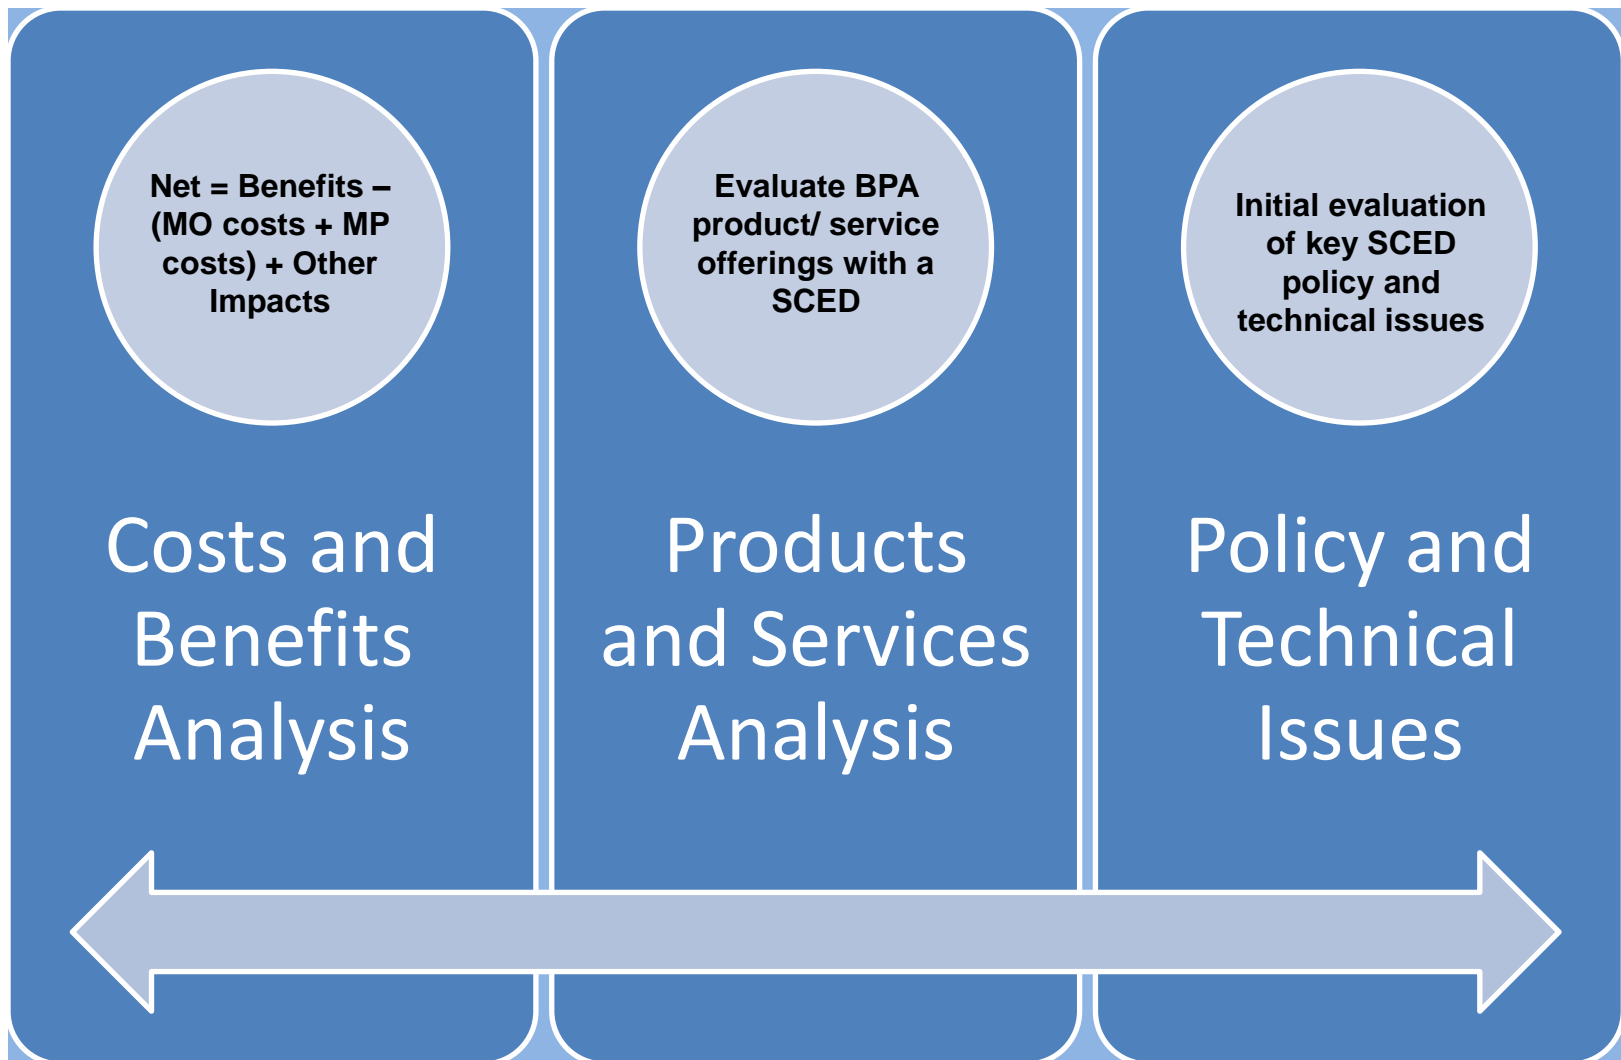 Net = Benefits –
(MO costs + MP
costs) + Other
Impacts
Costs and
Benefits
Analysis
Evaluate BPA
product/ service
offerings with a
SCED
Products
and Services
Analysis
Initial evaluation
of key SCED
policy and
technical issues
Policy and
Technical
Issues